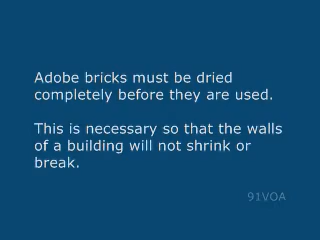 Adobe bricks must be dried
completely before they are used.
This is necessary so that the walls
of a building will not shrink or
break.
91VOA